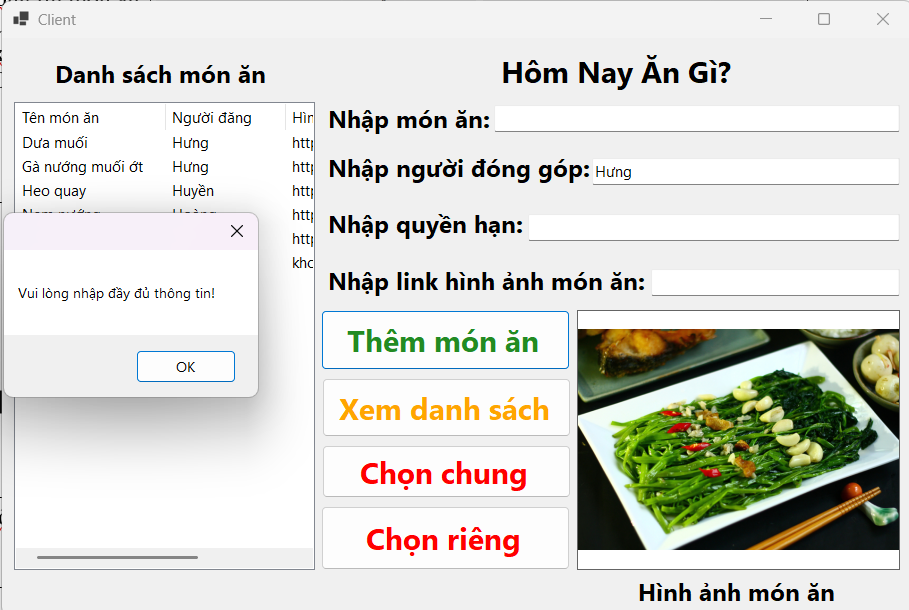 Client
Danh sách món ăn
Hôm Nay Ăn Gì?
Tên món ăn Người đăng Hìn
Dưa muối Hưng http
Gà nướng muối ớt Hưng http
Heo quay Huyền http
http
http
kho
Vui lòng nhập đầy đủ thông tin!
OK
Nhập món ăn:
Nhập người đóng góp: Hưng
Nhập quyền hạn:
Nhập link hình ảnh món ăn:
Thêm món ăn
Xem danh sách
Chọn chung
Chọn riêng
Hình ảnh món ăn